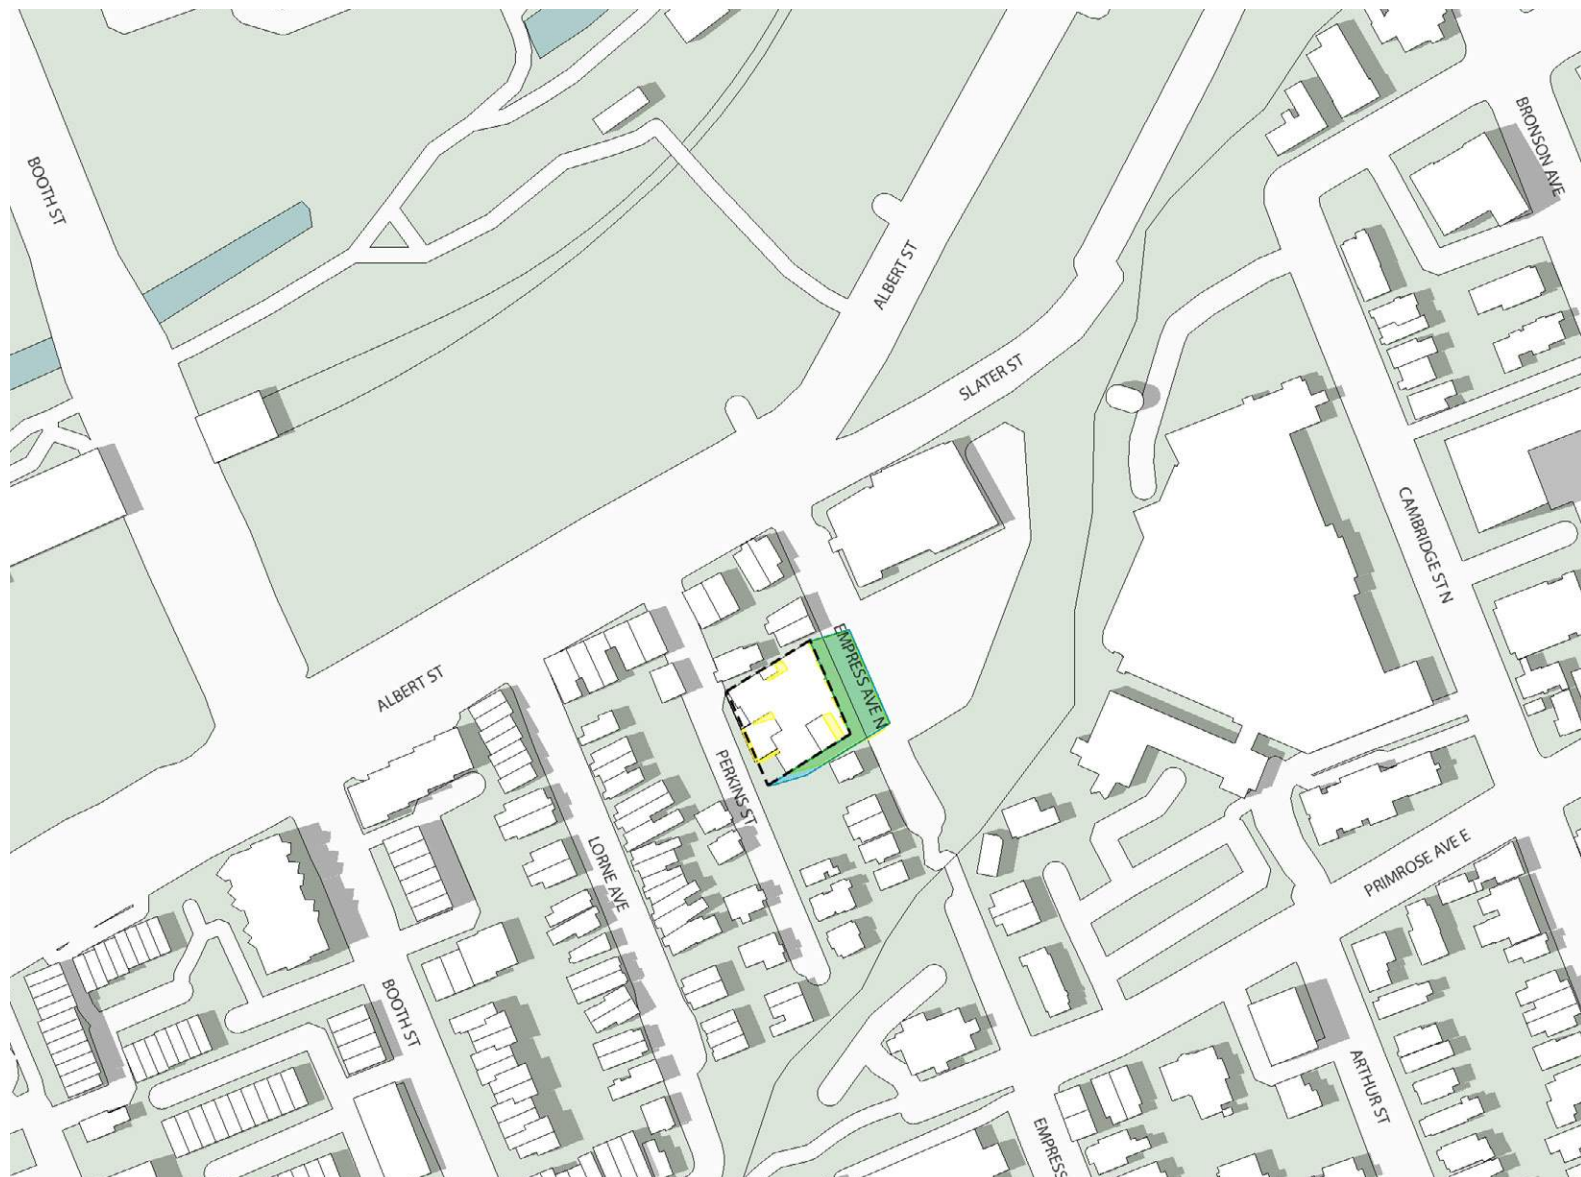 BRONSON AVE
BOOTH ST
ALBERT ST
SLATER ST
CAMBRIDGE ST N
EMPRESS AVE N
ALBERT ST
PERKINS ST
LORNE AVE
PRIMROSE AVE E
BOOTH ST
ARTHUR ST
EMPRESS